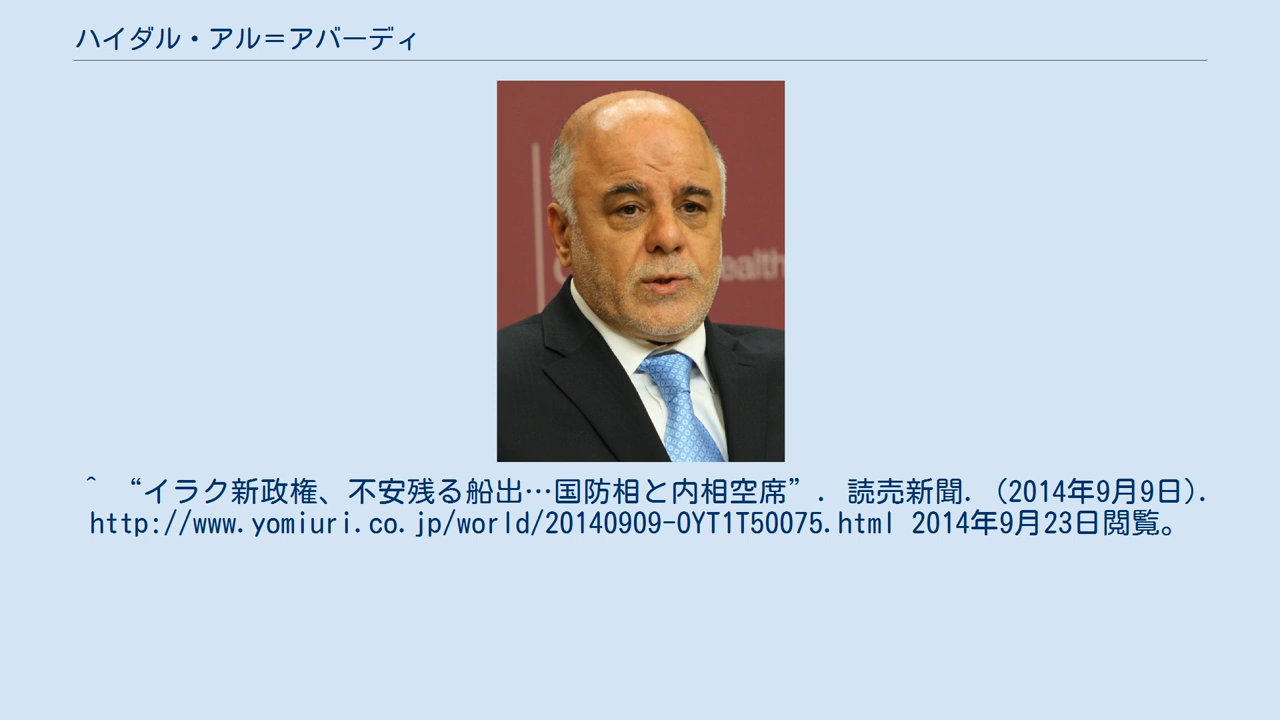 ハイダル・アル＝アバーディ
ealth
^ “イラク新政権、不安残る船出…国防相と内相空席”. 読売新聞. (2014年9月9日).
http://www.yomiuri.co.jp/world/20140909-OYT1T50075.html 2014年9月23日閲覧。